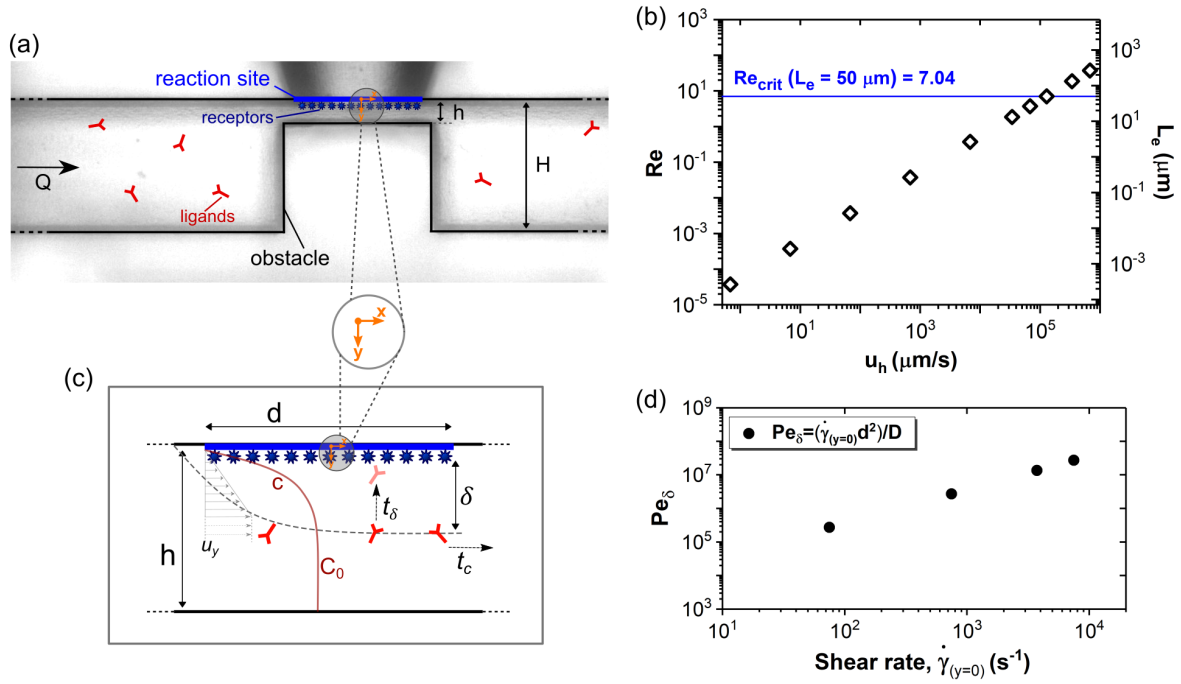 (a)
reaction site
receptors
h
H
Q
ligands
obstacle
x
y
(b)
Re_crit (L_e = 50 μm) = 7.04
Re
10^3
10^1
10^-1
10^-3
10^-5
10^1
10^3
10^5
u_h (μm/s)
10^3
10^1
10^-1
10^-3
L_e (μm)
(c)
d
c
t_δ
δ
u_y
h
C_0
t_c
(d)
Pe_δ=(γ̇_(y=0)d^2)/D
Pe_δ
10^9
10^7
10^5
10^3
10^1
10^2
10^3
10^4
Shear rate, γ̇_(y=0) (s^-1)